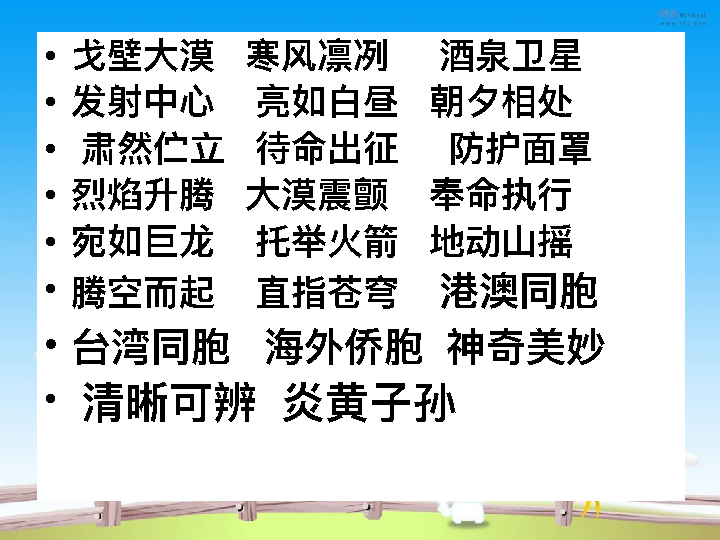 • 戈壁大漠 寒风凛冽 酒泉卫星
• 发射中心 亮如白昼 朝夕相处
• 肃然伫立 待命出征 防护面罩
• 烈焰升腾 大漠震颤 奉命执行
• 宛如巨龙 托举火箭 地动山摇
• 腾空而起 直指苍穹 港澳同胞
• 台湾同胞 海外侨胞 神奇美妙
• 清晰可辨 炎黄子孙